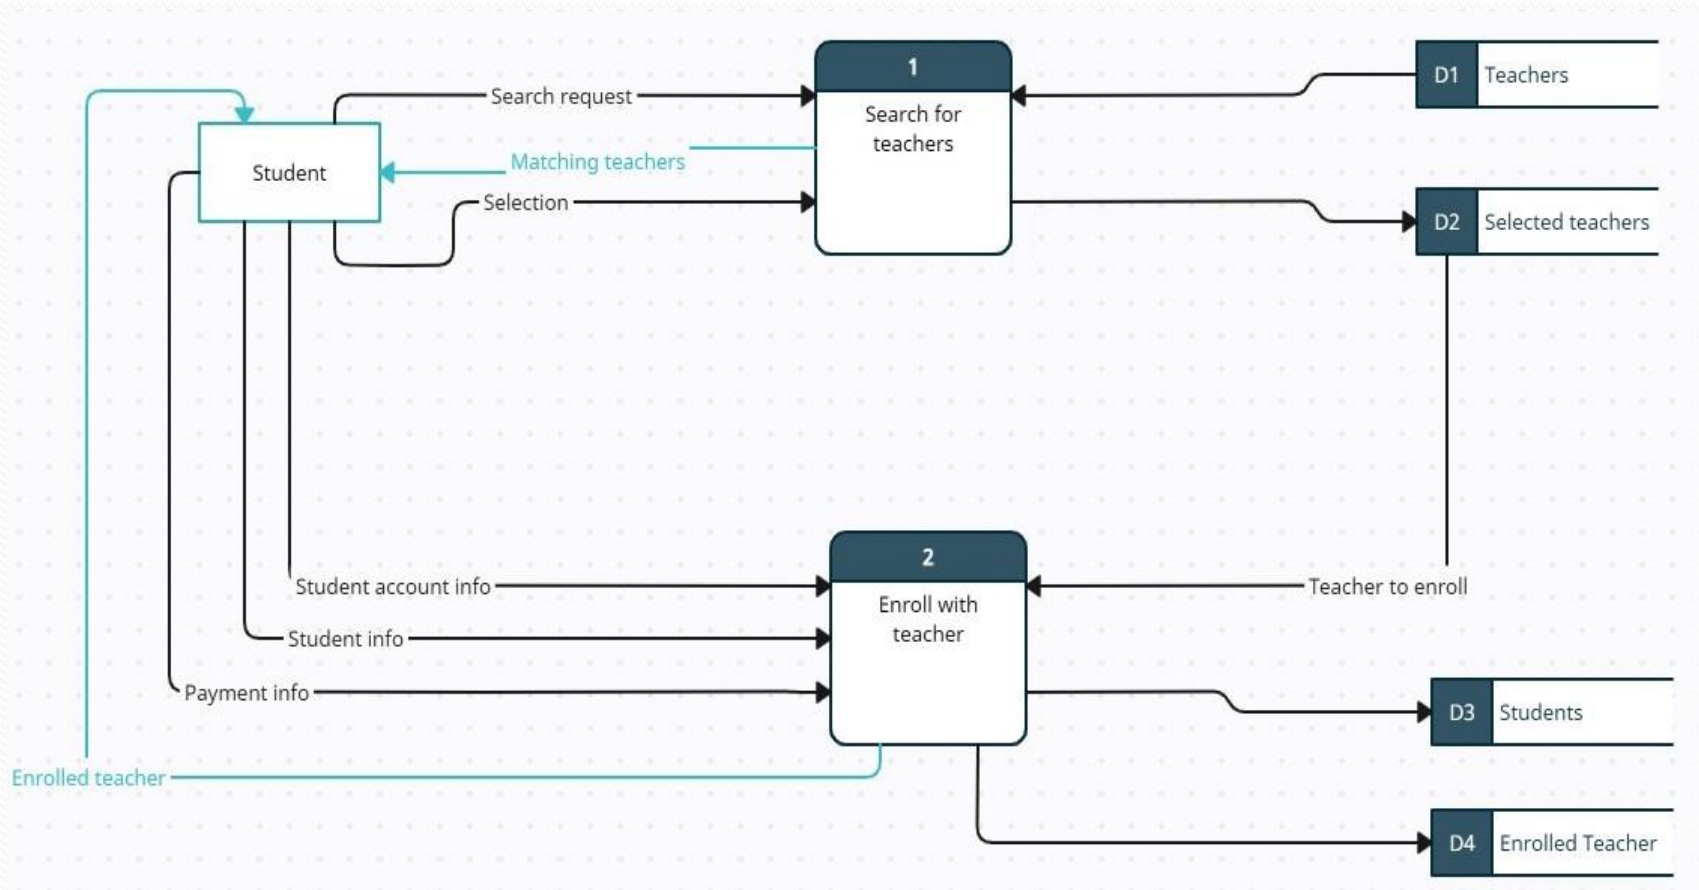 1
D1 Teachers
Search request
Search for
teachers
Student
Matching teachers
Selection
D2 Selected teachers
2
Student account info
Enroll with
teacher
Teacher to enroll
Student info
Payment info
D3 Students
Enrolled teacher
D4 Enrolled Teacher